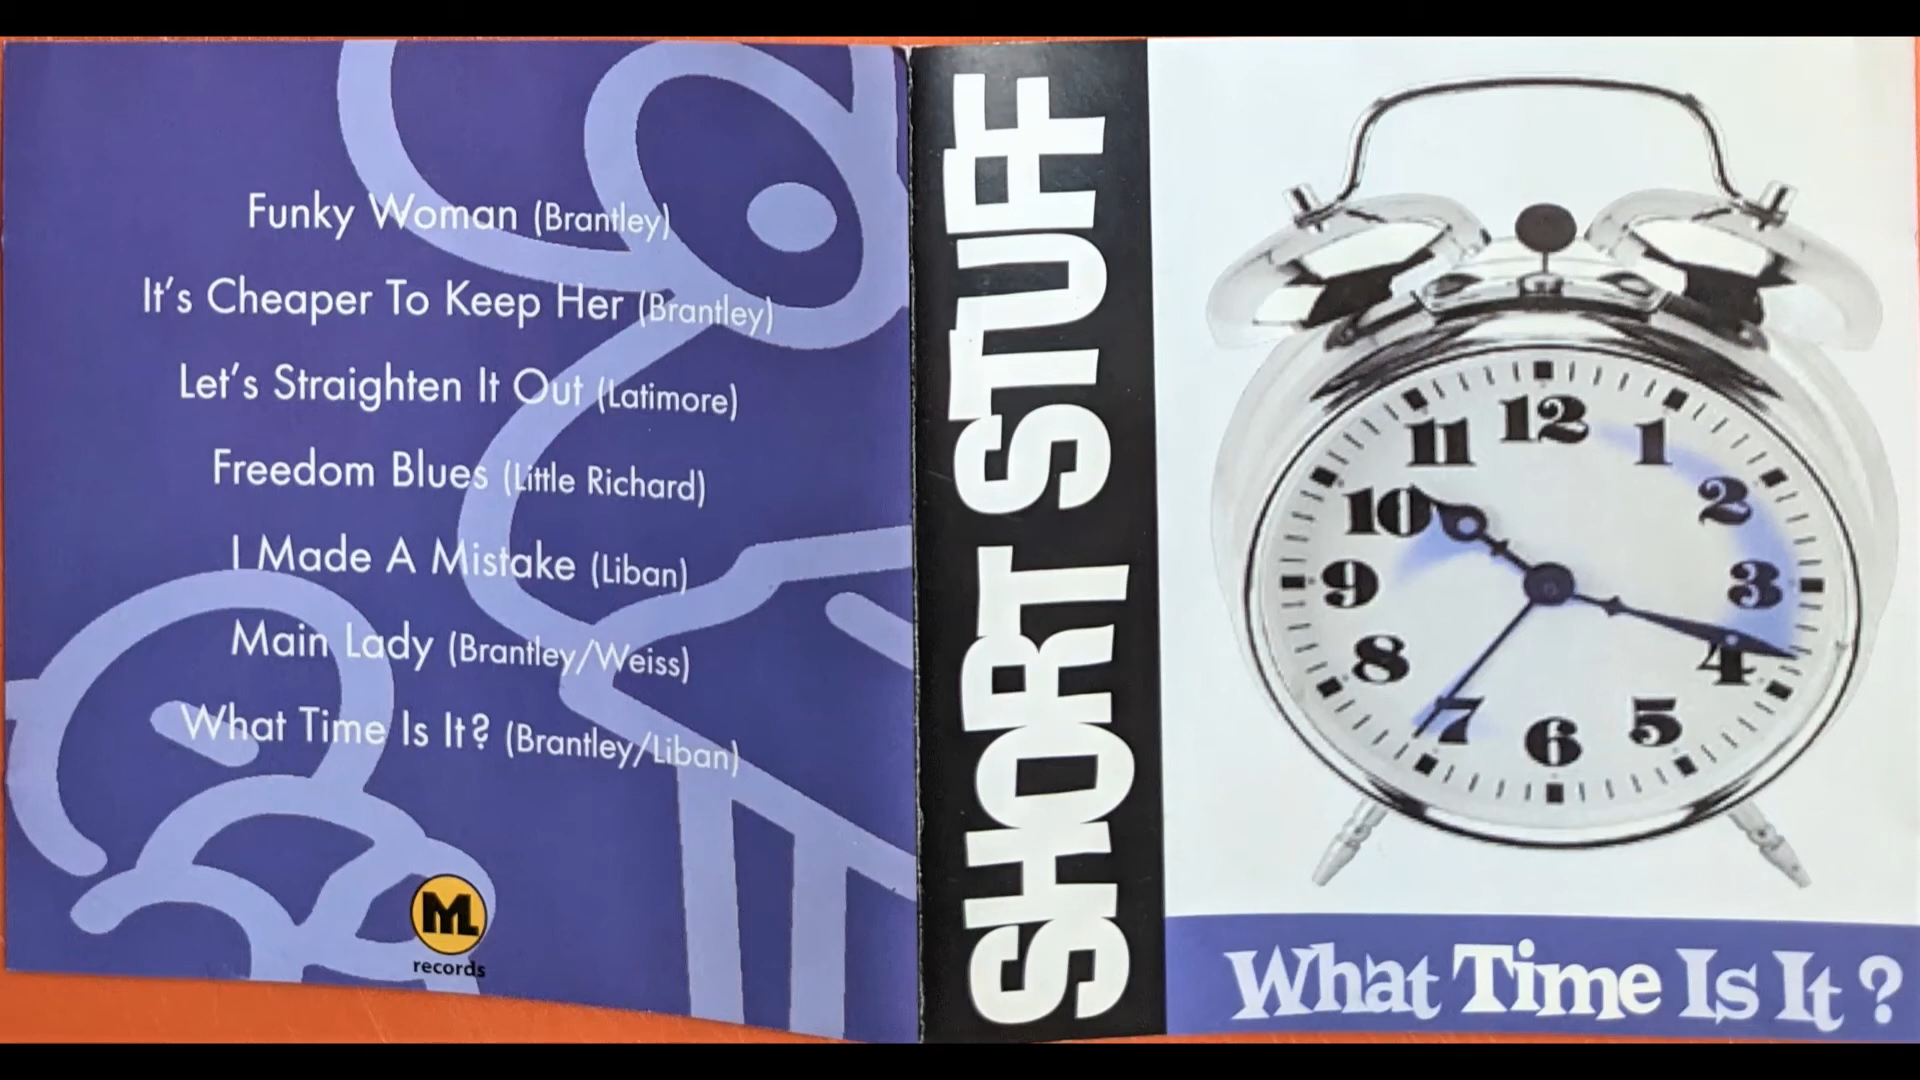 Funky Woman (Brantley)
It's Cheaper To Keep Her (Brantley)
Let's Straighten It Out (Latimore)
Freedom Blues (Little Richard)
I Made A Mistake (Liban)
Main Lady (Brantley/Weiss)
What Time Is It? (Brantley/Liban)
ML
records
SHORT STUFF
12
1
2
3
4
5
6
7
8
9
10
11
What Time Is It?